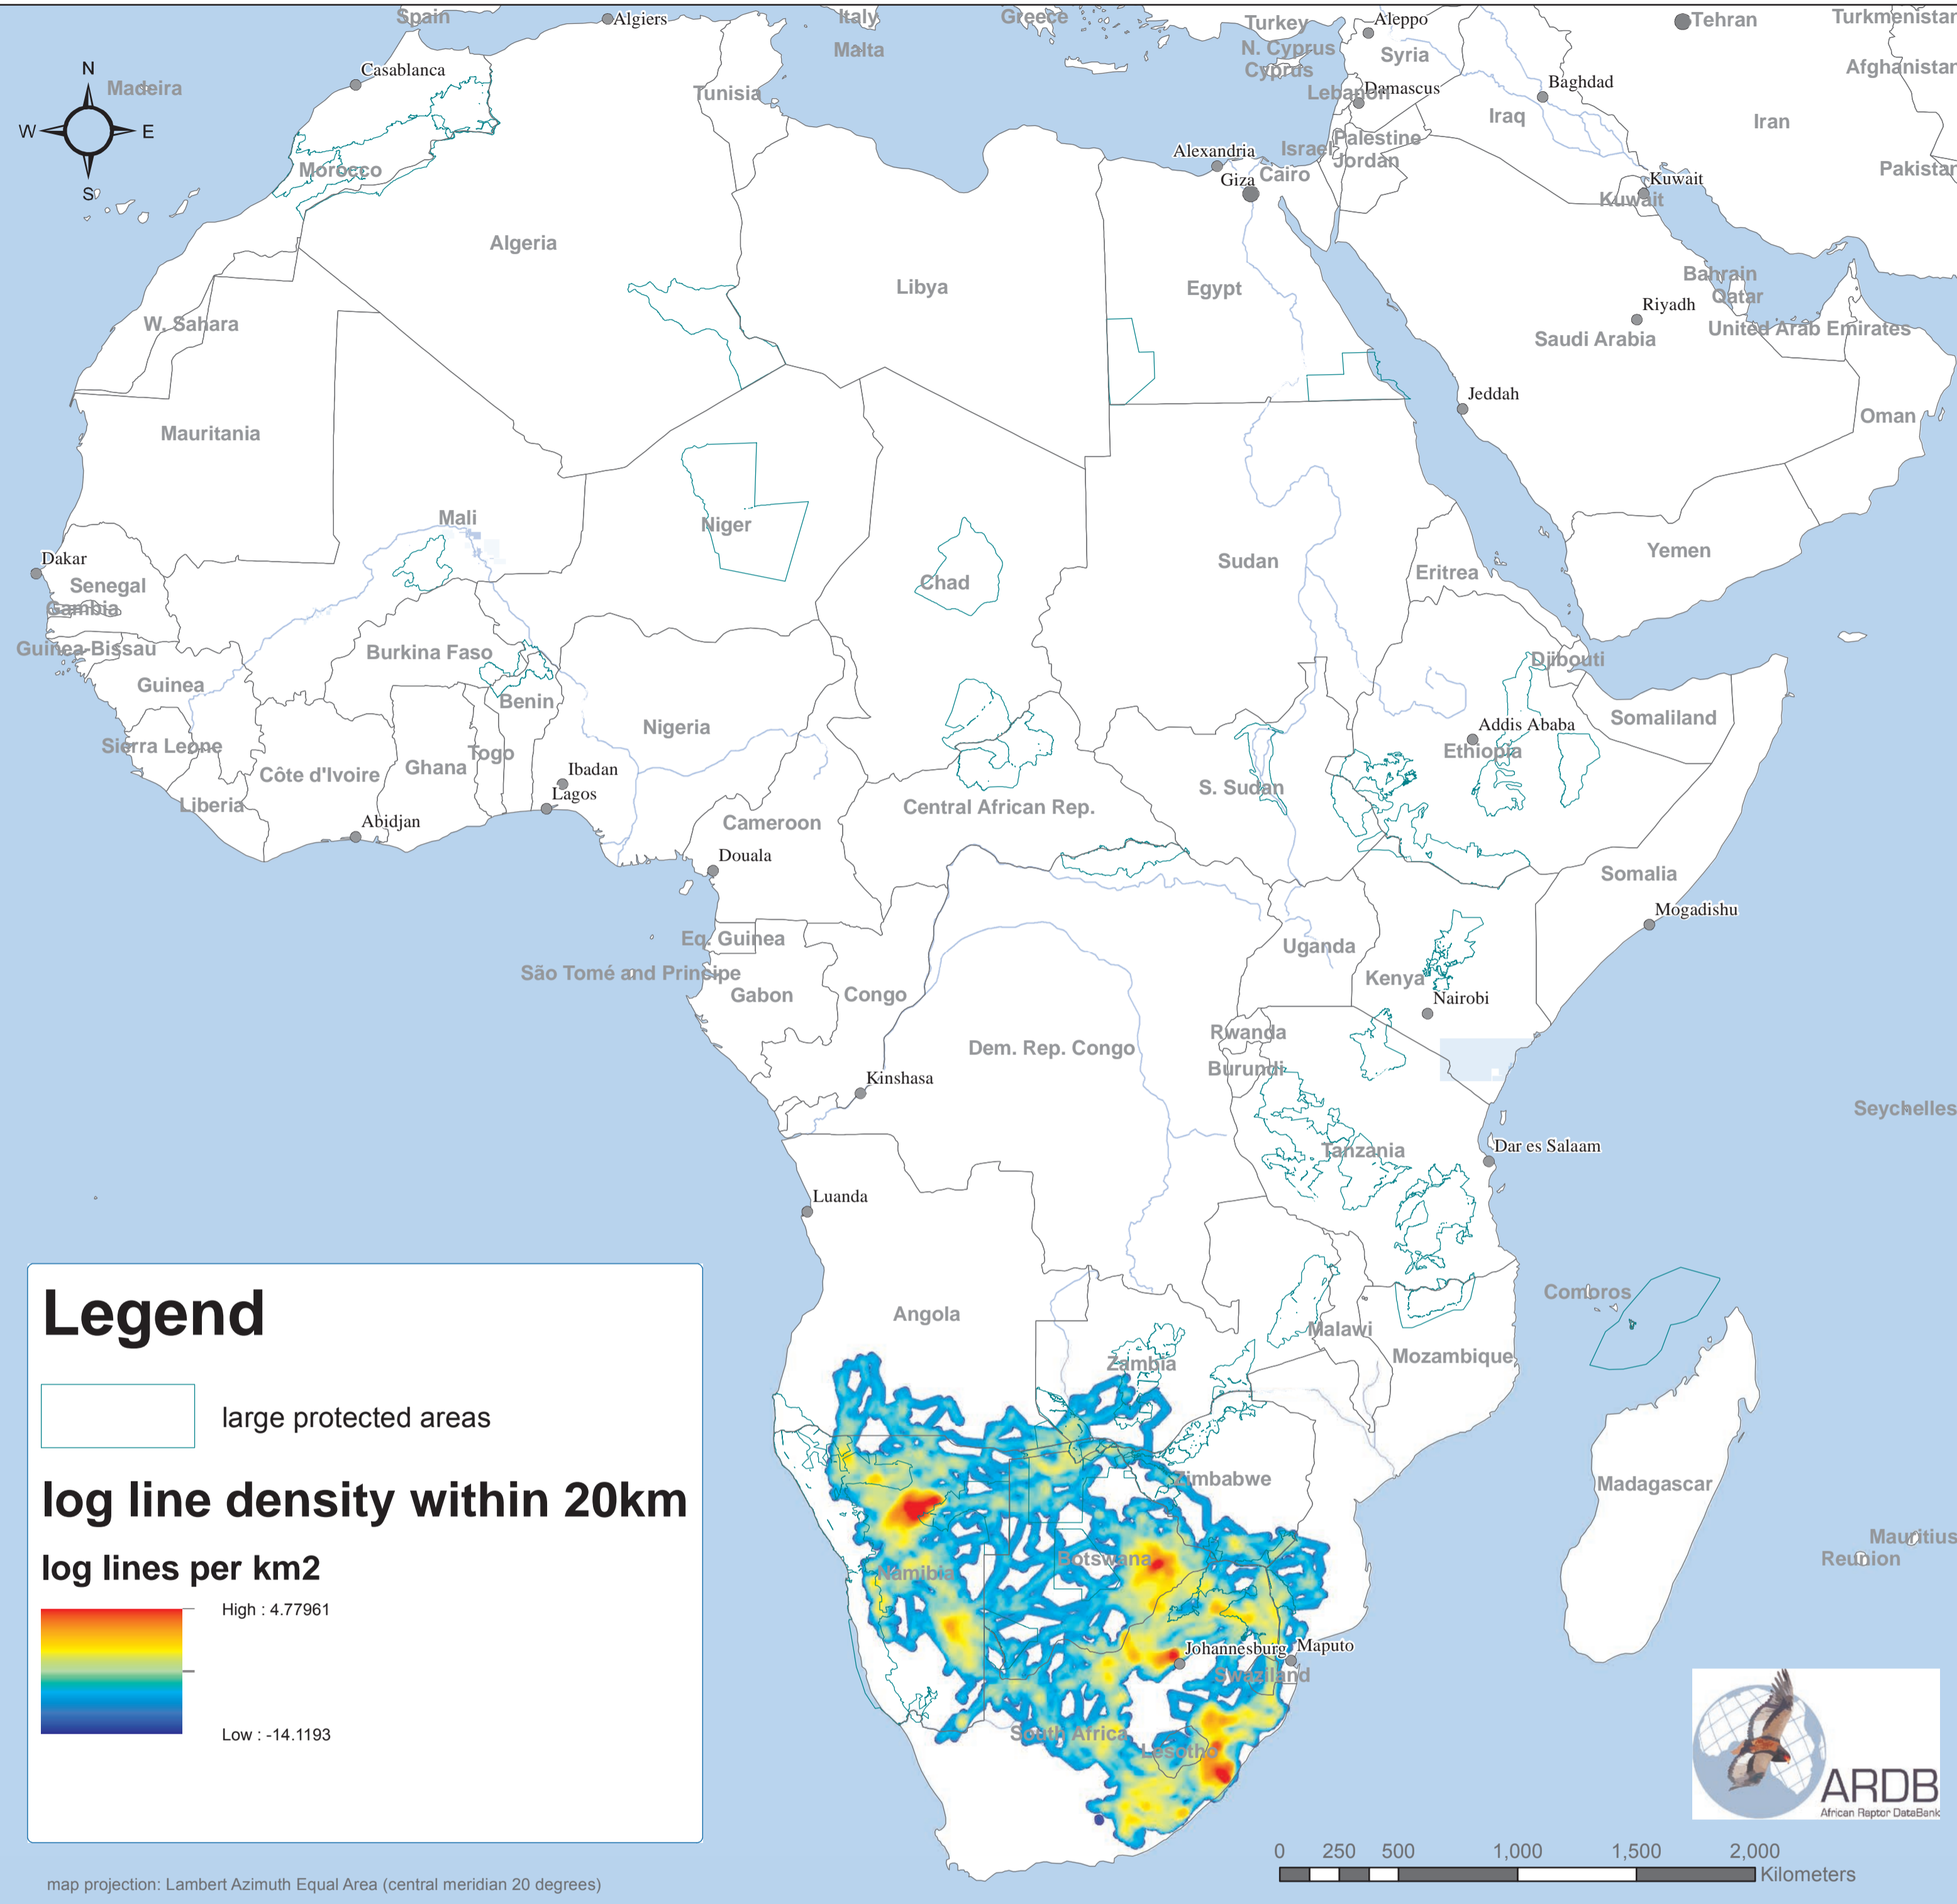 Spain
Algiers
Italy
Greece
Turkey
Aleppo
Tehran
Turkmenistan
Malta
N. Cyprus
Syria
Cyprus
Afghanistan
N
Casablanca
Madeira
Tunisia
Lebanon
Damascus
Baghdad
Iraq
Iran
W
E
Alexandria
Israel
Palestine
Jordan
Morocco
Giza
Cairo
Kuwait
Kuwait
Pakistan
S
Algeria
Libya
Egypt
Bahrain
Qatar
Riyadh
W. Sahara
Saudi Arabia
United Arab Emirates
Jeddah
Oman
Mauritania
Mali
Niger
Dakar
Senegal
Gambia
Chad
Sudan
Eritrea
Yemen
Guinea-Bissau
Burkina Faso
Djibouti
Guinea
Benin
Nigeria
Addis Ababa
Somaliland
Sierra Leone
Togo
Ethiopia
Côte d'Ivoire
Ghana
Ibadan
Lagos
Liberia
Central African Rep.
S. Sudan
Abidjan
Cameroon
Douala
Somalia
Mogadishu
Eq. Guinea
Uganda
São Tomé and Principe
Kenya
Gabon
Congo
Nairobi
Rwanda
Dem. Rep. Congo
Burundi
Kinshasa
Seychelles
Tanzania
Dar es Salaam
Luanda
Comoros
Angola
Malawi
Zambia
Mozambique
Zimbabwe
Madagascar
Mauritius
Reunion
Botswana
Namibia
Johannesburg
Maputo
Swaziland
South Africa
Lesotho
Legend
large protected areas
log line density within 20km
log lines per km2
High : 4.77961
Low : -14.1193
ARDB
African Raptor DataBank
0 250 500 1,000 1,500 2,000
Kilometers
map projection: Lambert Azimuth Equal Area (central meridian 20 degrees)